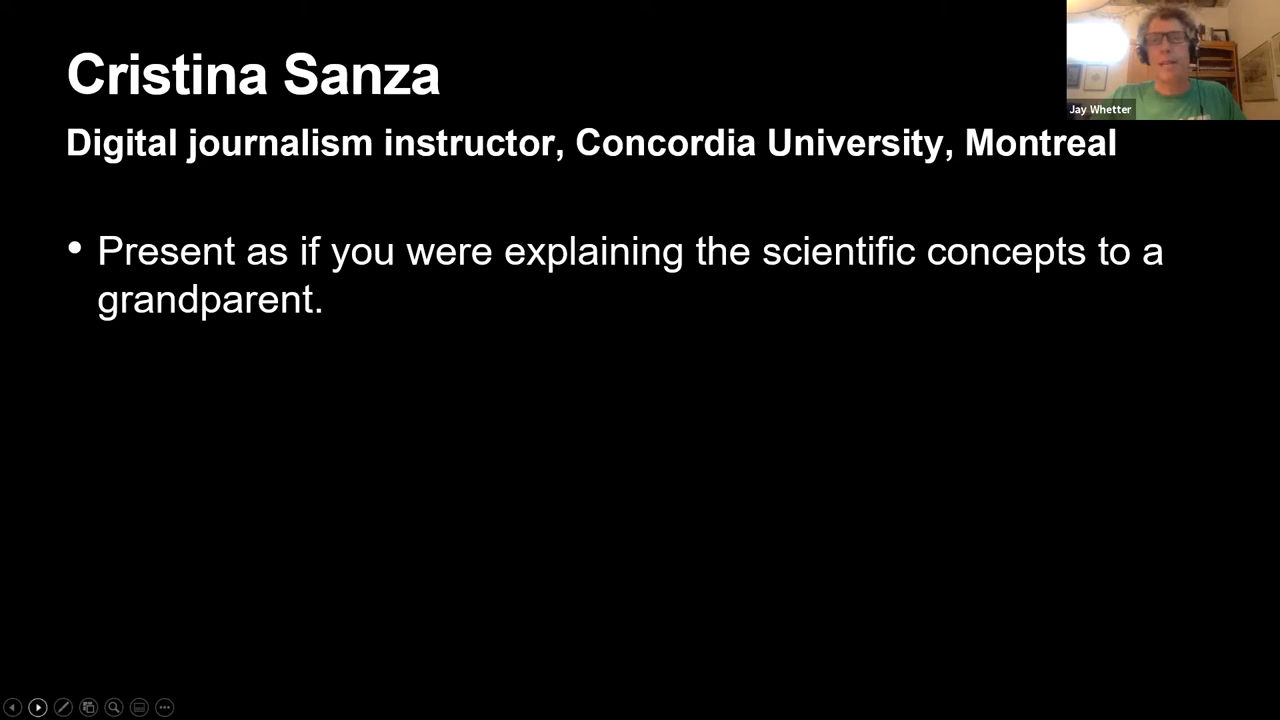 Cristina Sanza
Jay Whetter
Digital journalism instructor, Concordia University, Montreal
• Present as if you were explaining the scientific concepts to a
grandparent.